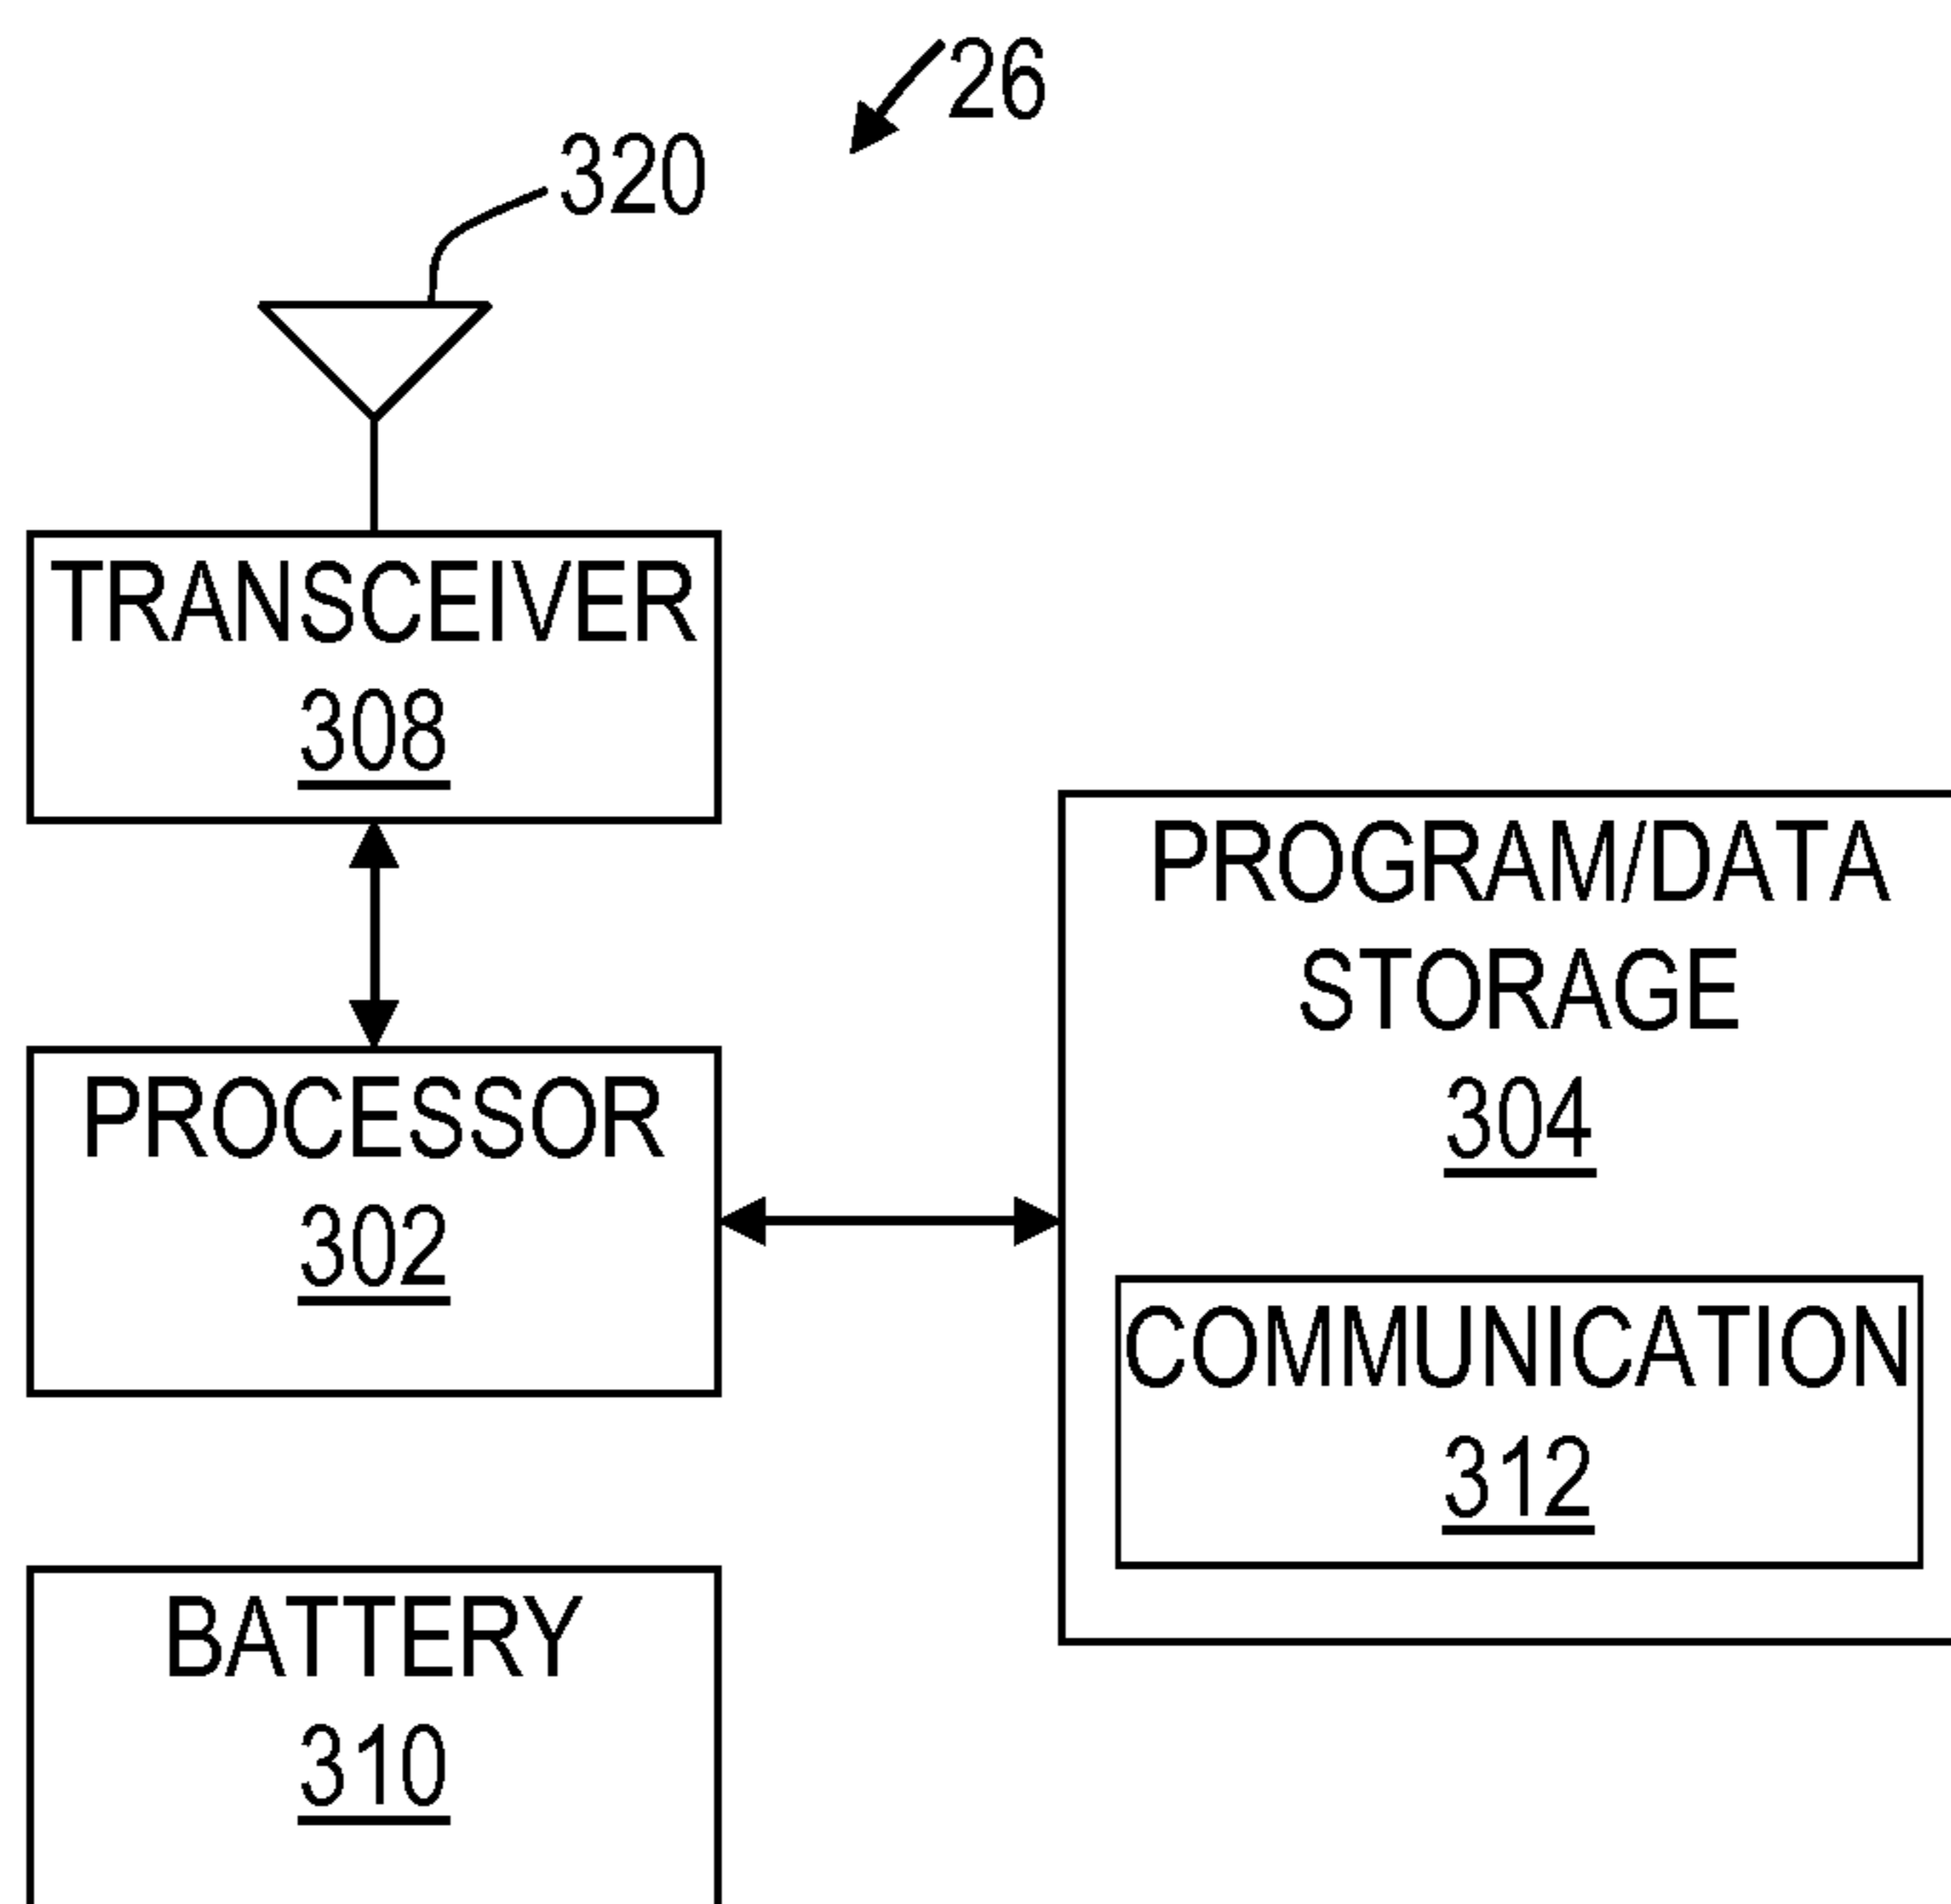 26
320
TRANSCEIVER
308
PROGRAM/DATA
STORAGE
304
PROCESSOR
302
COMMUNICATION
312
BATTERY
310